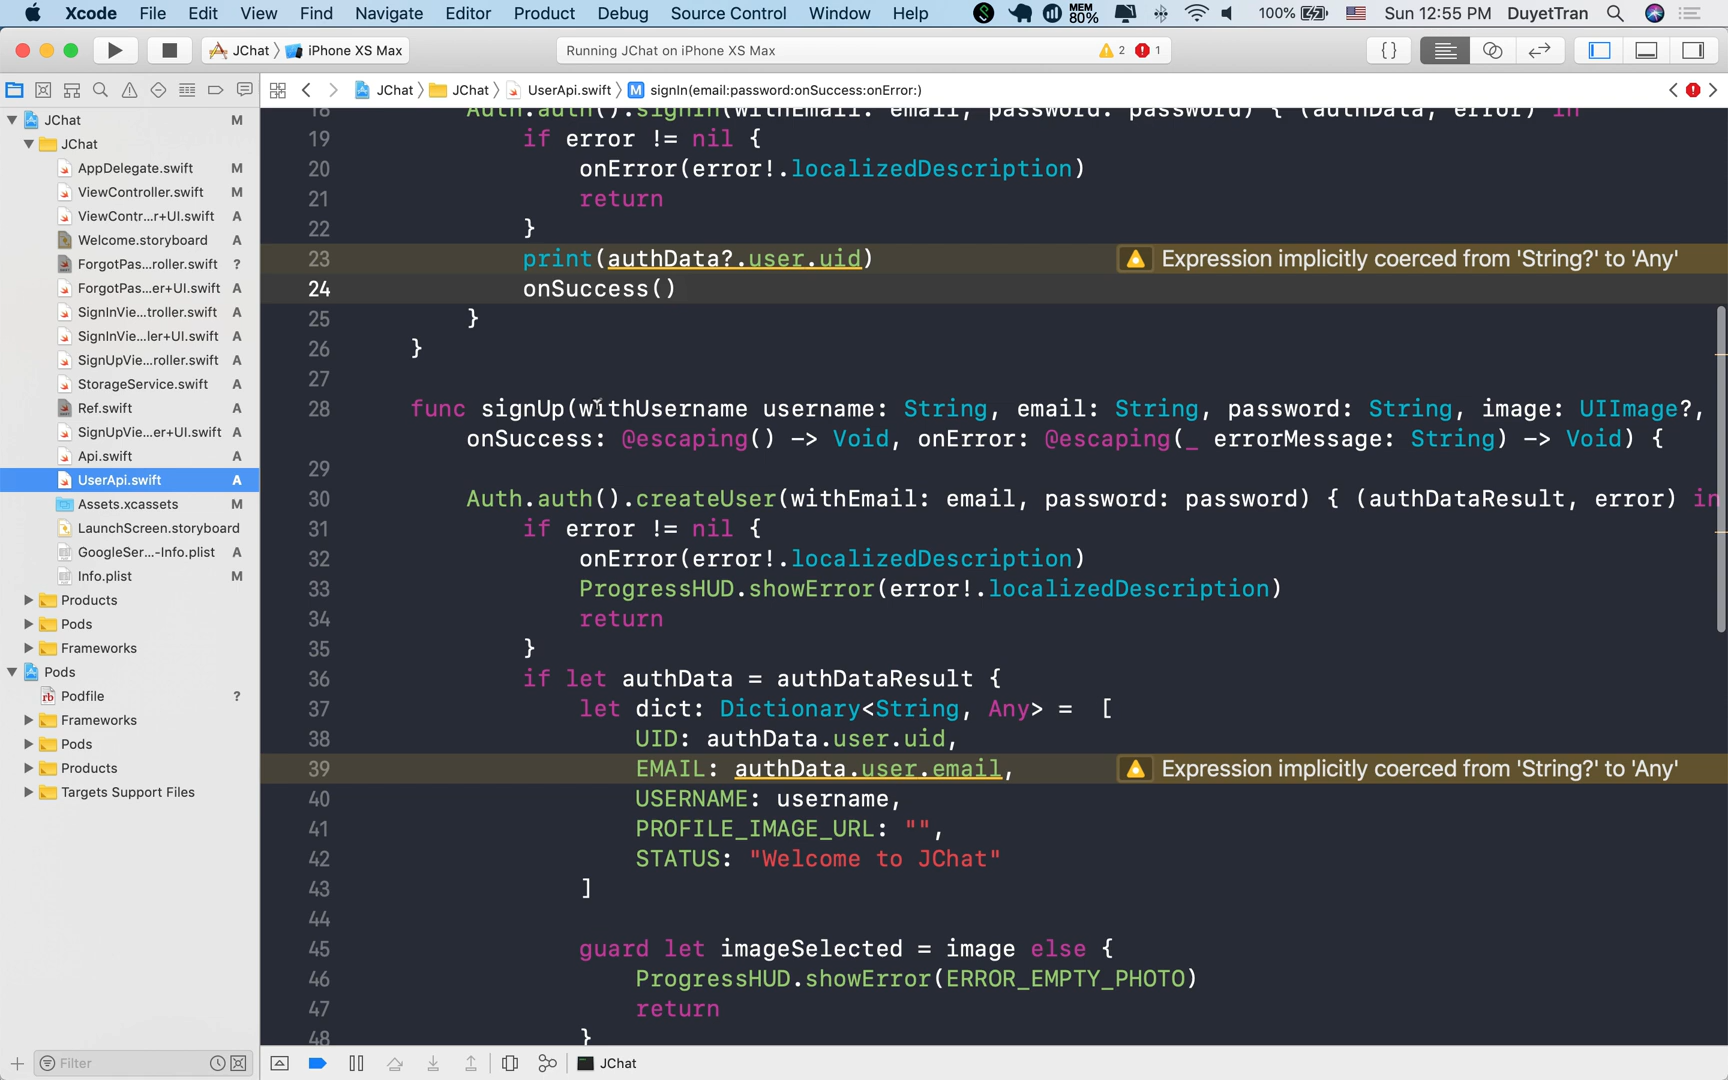 Xcode File Edit View Find Navigate Editor Product Debug Source Control Window Help MEM 80% 100% Sun 12:55 PM DuyetTran
JChat iPhone XS Max Running JChat on iPhone XS Max 2 1 {}
JChat JChat UserApi.swift M signIn(email:password:onSuccess:onError:)
JChat M
JChat
AppDelegate.swift M
ViewController.swift M
ViewContr...r+UI.swift A
Welcome.storyboard A
ForgotPas...roller.swift ?
ForgotPas...er+UI.swift A
SignInVie...troller.swift A
SignInVie...ler+UI.swift A
SignUpVie...roller.swift A
StorageService.swift A
Ref.swift A
SignUpVie...er+UI.swift A
Api.swift A
UserApi.swift A
Assets.xcassets M
LaunchScreen.storyboard
GoogleSer...-Info.plist A
Info.plist M
Products
Pods
Frameworks
Pods
rb Podfile ?
Frameworks
Pods
Products
Targets Support Files
Filter
18 Auth.auth().signIn(withEmail: email, password: password) { (authData, error) in
19 if error != nil {
20 onError(error!.localizedDescription)
21 return
22 }
23 print(authData?.user.uid) Expression implicitly coerced from 'String?' to 'Any'
24 onSuccess()
25 }
26 }
27
28 func signUp(withUsername username: String, email: String, password: String, image: UIImage?,
onSuccess: @escaping() -> Void, onError: @escaping(_ errorMessage: String) -> Void) {
29
30 Auth.auth().createUser(withEmail: email, password: password) { (authDataResult, error) in
31 if error != nil {
32 onError(error!.localizedDescription)
33 ProgressHUD.showError(error!.localizedDescription)
34 return
35 }
36 if let authData = authDataResult {
37 let dict: Dictionary<String, Any> =  [
38 UID: authData.user.uid,
39 EMAIL: authData.user.email, Expression implicitly coerced from 'String?' to 'Any'
40 USERNAME: username,
41 PROFILE_IMAGE_URL: "",
42 STATUS: "Welcome to JChat"
43 ]
44
45 guard let imageSelected = image else {
46 ProgressHUD.showError(ERROR_EMPTY_PHOTO)
47 return
48 }
JChat